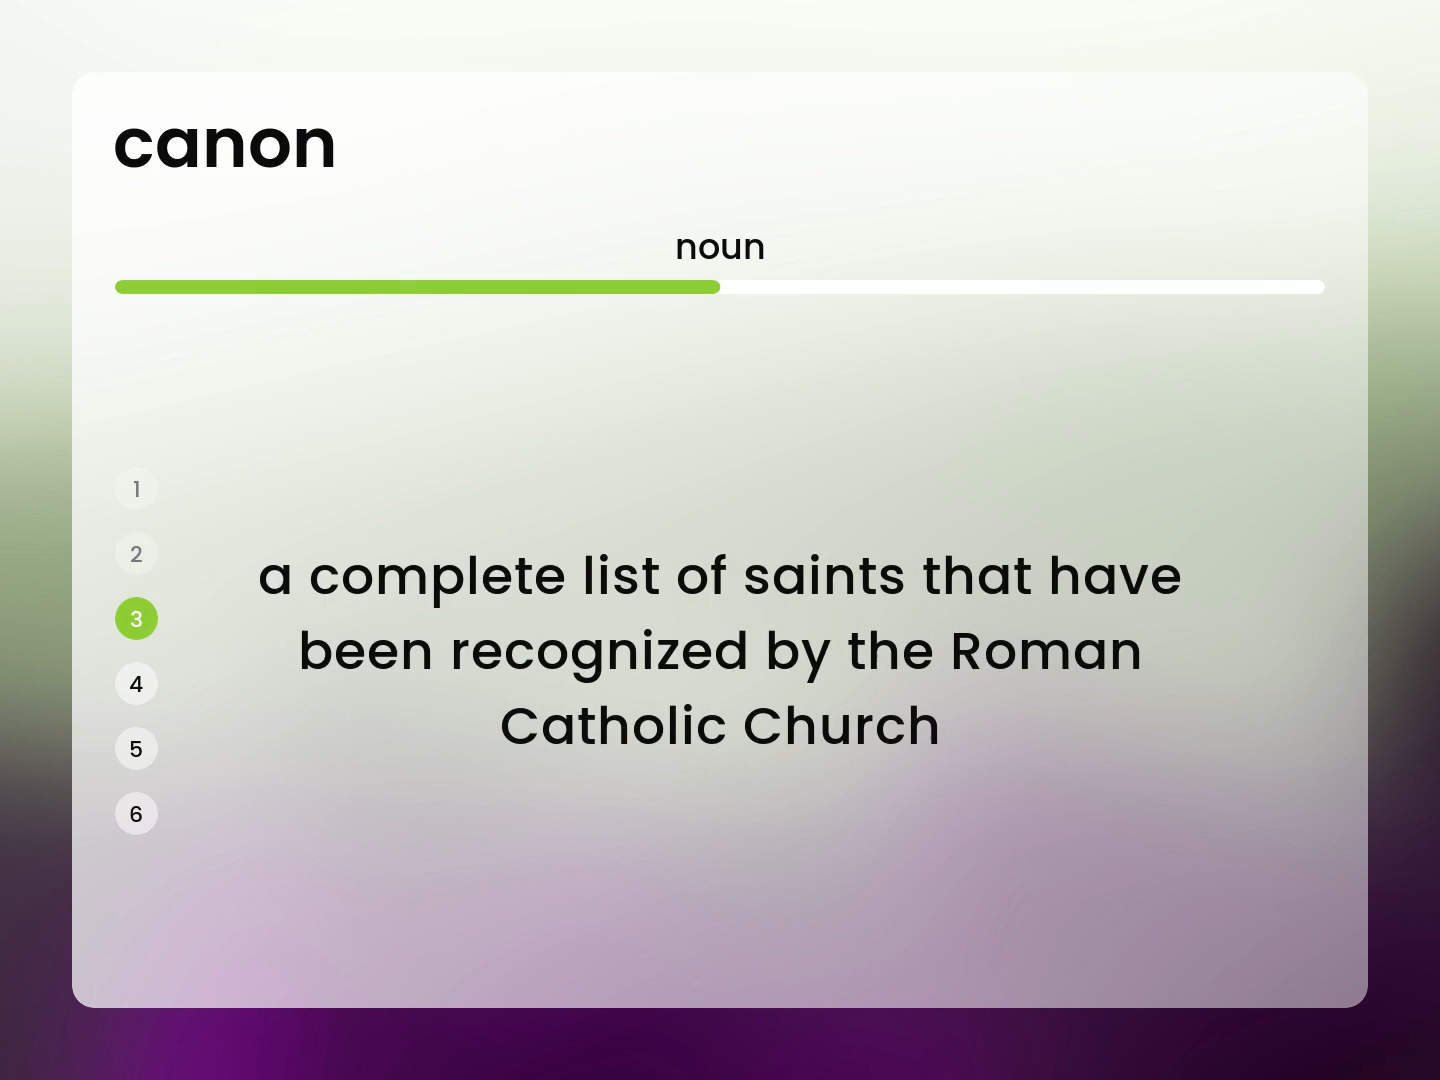 canon
noun
1
2
3
4
5
6
a complete list of saints that have
been recognized by the Roman
Catholic Church